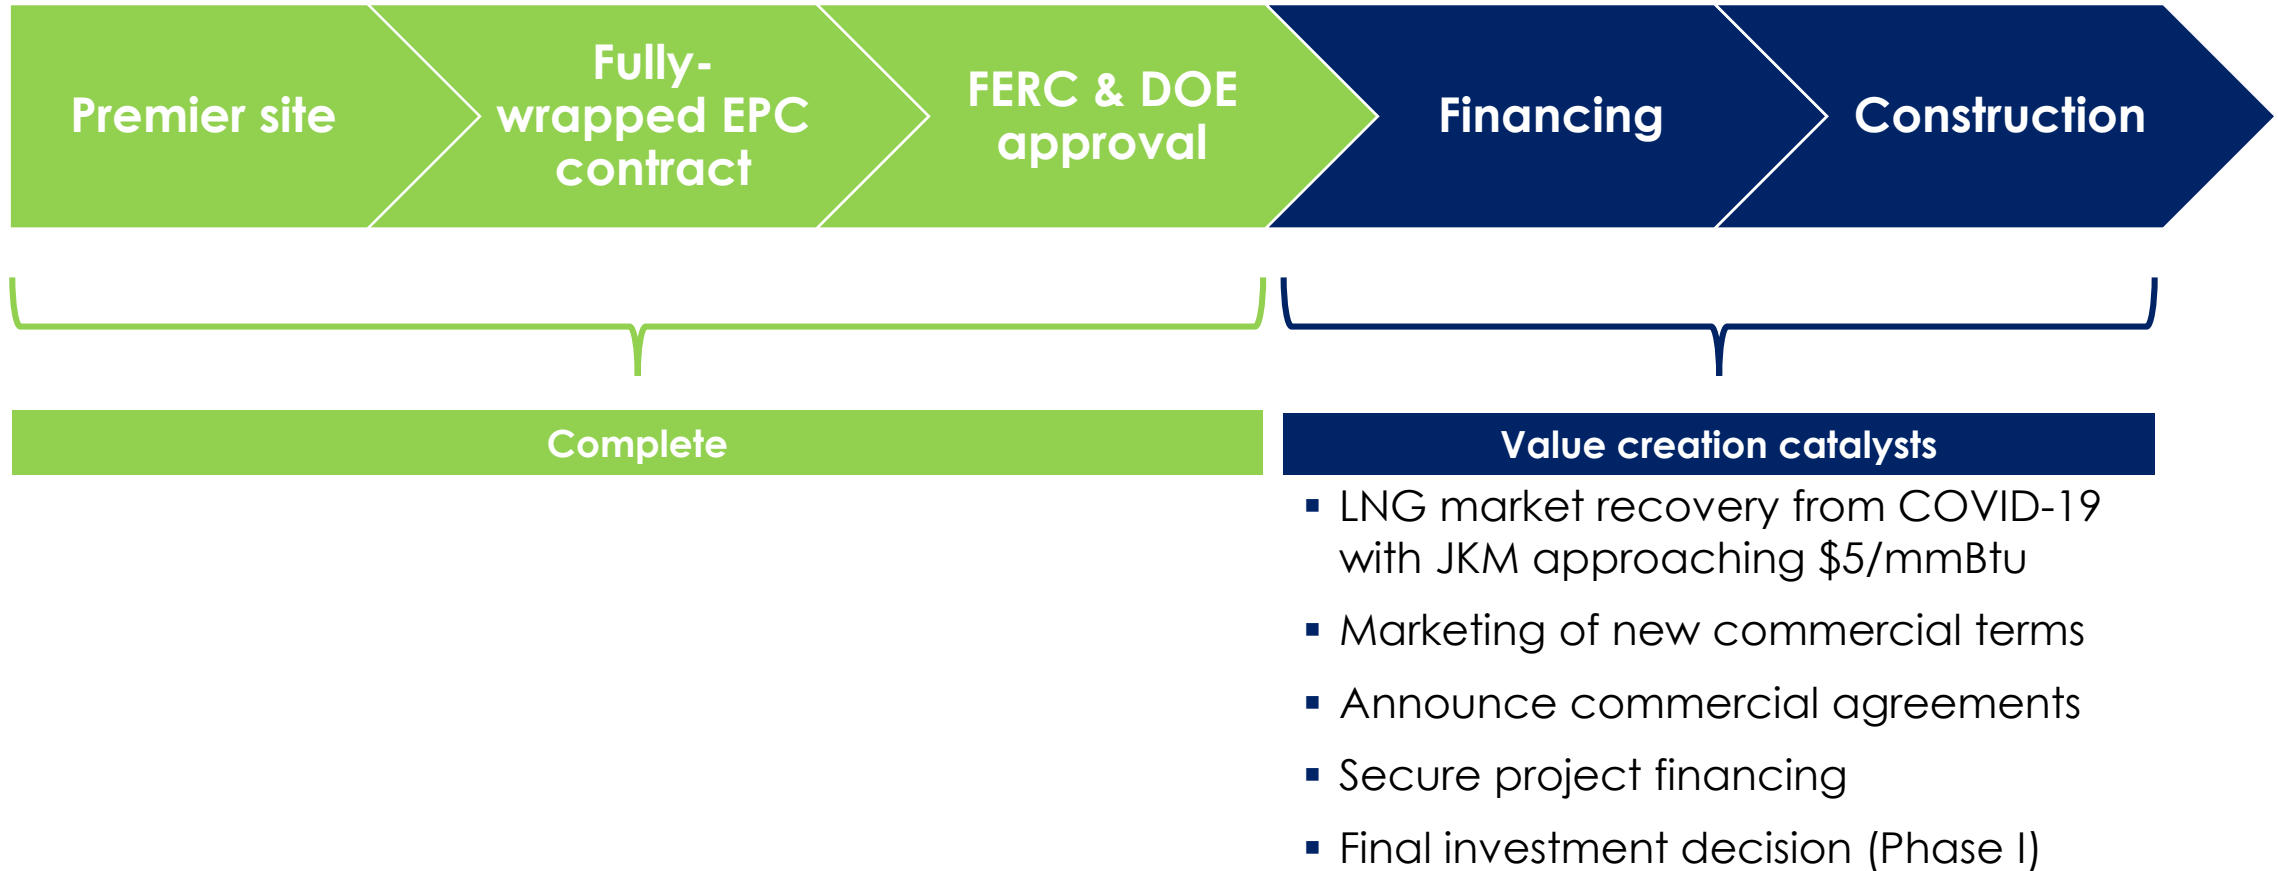 Premier site
Fully-
wrapped EPC
contract
FERC & DOE
approval
Financing
Construction
Complete
Value creation catalysts
▪ LNG market recovery from COVID-19
with JKM approaching $5/mmBtu
▪ Marketing of new commercial terms
▪ Announce commercial agreements
▪ Secure project financing
▪ Final investment decision (Phase I)